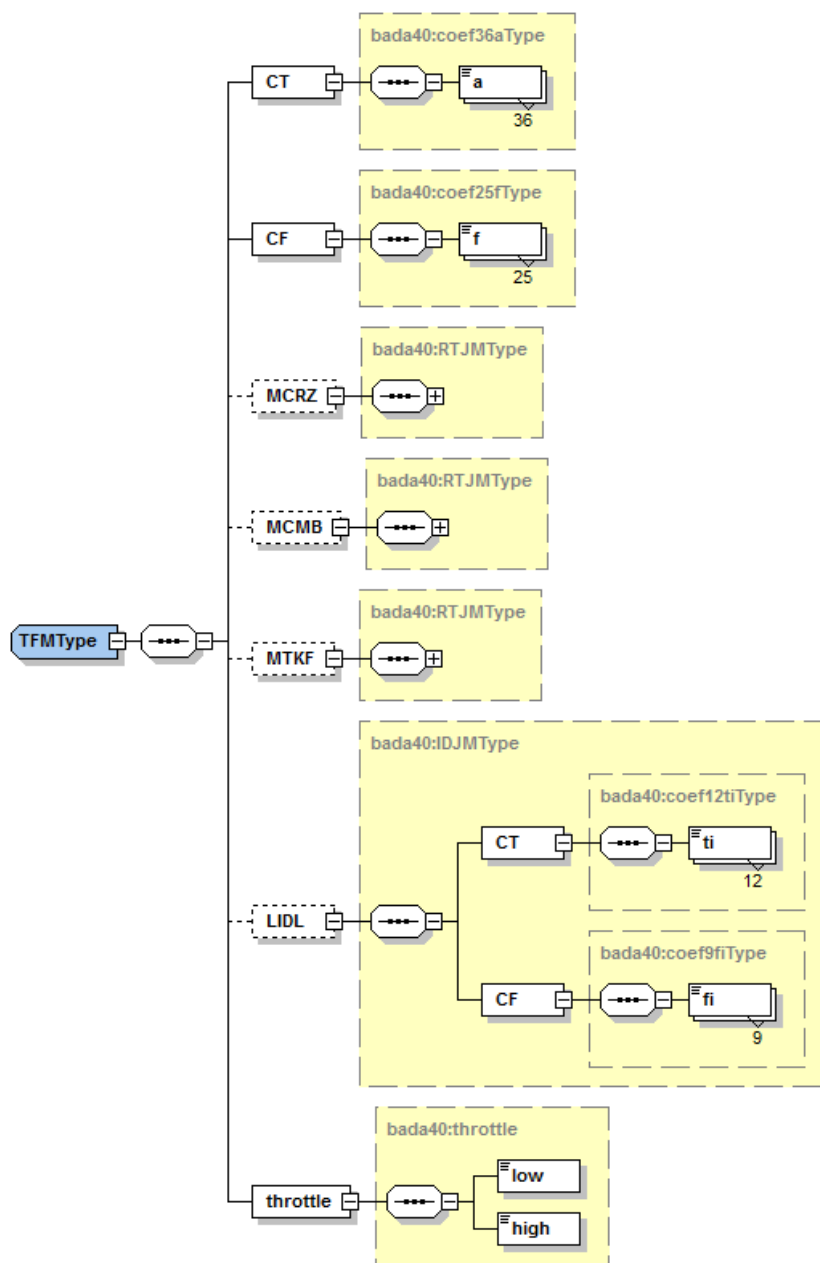 bada40:coef36aType
CT
a
36
bada40:coef25fType
CF
f
25
bada40:RTJMType
MCRZ
bada40:RTJMType
MCMB
bada40:RTJMType
TFMType
MTKF
bada40:IDJMType
bada40:coef12tiType
CT
ti
12
LIDL
bada40:coef9fiType
CF
fi
9
bada40:throttle
throttle
low
high